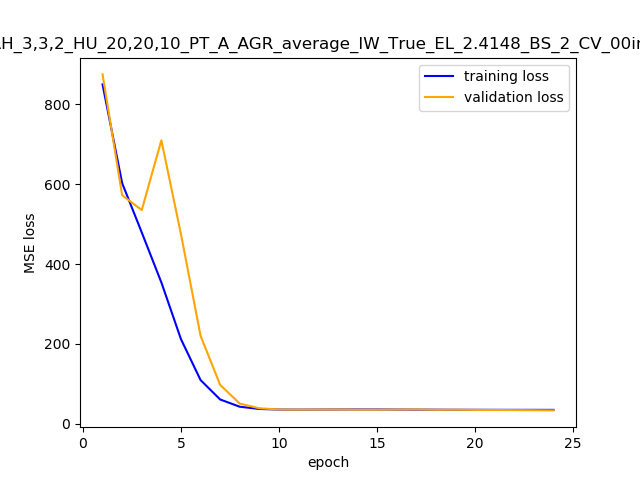 H_3,3,2_HU_20,20,10_PT_A_AGR_average_IW_True_EL_2.4148_BS_2_CV_00in
training loss
validation loss
MSE loss
800
600
400
200
0
0 5 10 15 20 25
epoch